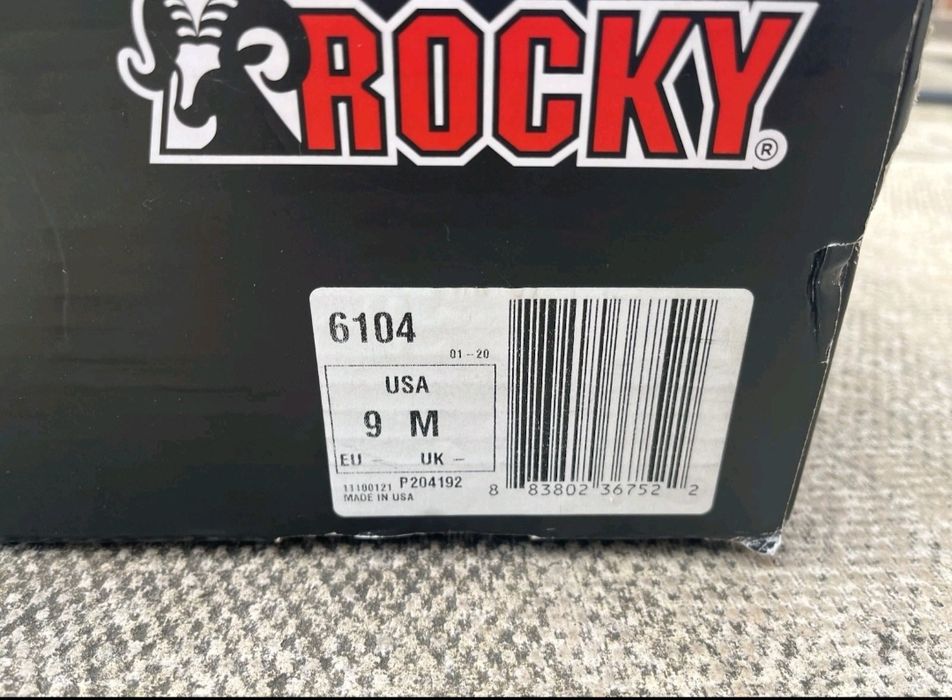 ROCKY®
6104
01-20
USA
9 M
EU - UK -
11100121 P204192
MADE IN USA
8 83802 36752 2